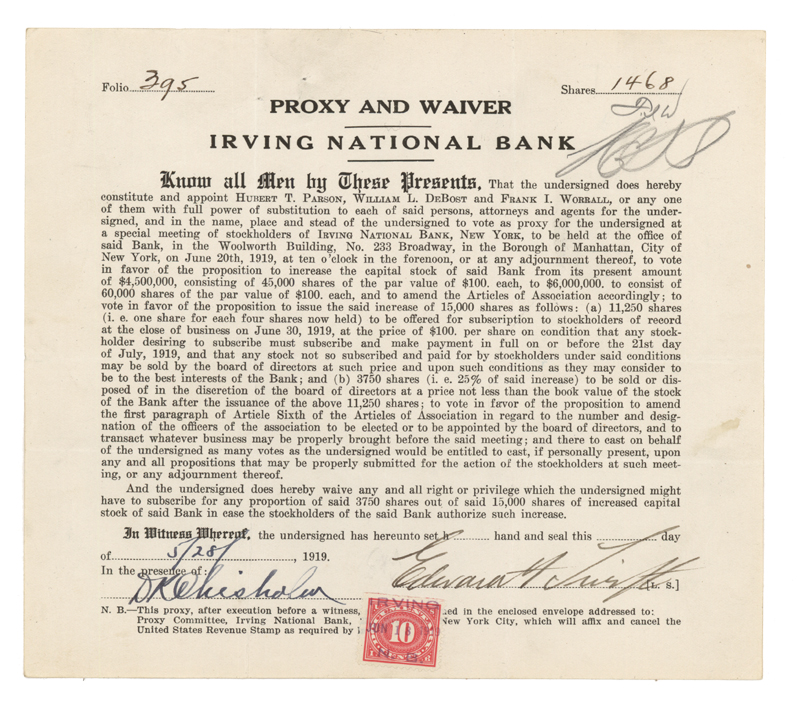 Folio 395
Shares 1468
PROXY AND WAIVER
IRVING NATIONAL BANK
Know all Men by These Presents, That the undersigned does hereby
constitute and appoint HUBERT T. PARSON, WILLIAM L. DEBOST and FRANK I. WORRALL, or any one
of them with full power of substitution to each of said persons, attorneys and agents for the under-
signed, and in the name, place and stead of the undersigned to vote as proxy for the undersigned at
a special meeting of stockholders of IRVING NATIONAL BANK, NEW YORK, to be held at the office of
said Bank, in the Woolworth Building, No. 233 Broadway, in the Borough of Manhattan, City of
New York, on June 20th, 1919, at ten o'clock in the forenoon, or at any adjournment thereof, to vote
in favor of the proposition to increase the capital stock of said Bank from its present amount
of $4,500,000, consisting of 45,000 shares of the par value of $100. each, to $6,000,000. to consist of
60,000 shares of the par value of $100. each, and to amend the Articles of Association accordingly; to
vote in favor of the proposition to issue the said increase of 15,000 shares as follows: (a) 11,250 shares
(i. e. one share for each four shares now held) to be offered for subscription to stockholders of record
at the close of business on June 30, 1919, at the price of $100. per share on condition that any stock-
holder desiring to subscribe must subscribe and make payment in full on or before the 21st day
of July, 1919, and that any stock not so subscribed and paid for by stockholders under said conditions
may be sold by the board of directors at such price and upon such conditions as they may consider to
be to the best interests of the Bank; and (b) 3750 shares (i. e. 25% of said increase) to be sold or dis-
posed of in the discretion of the board of directors at a price not less than the book value of the stock
of the Bank after the issuance of the above 11,250 shares; to vote in favor of the proposition to amend
the first paragraph of Article Sixth of the Articles of Association in regard to the number and desig-
nation of the officers of the association to be elected or to be appointed by the board of directors, and to
transact whatever business may be properly brought before the said meeting; and there to cast on behalf
of the undersigned as many votes as the undersigned would be entitled to cast, if personally present, upon
any and all propositions that may be properly submitted for the action of the stockholders at such meet-
ing, or any adjournment thereof.
And the undersigned does hereby waive any and all right or privilege which the undersigned might
have to subscribe for any proportion of said 3750 shares out of said 15,000 shares of increased capital
stock of said Bank in case the stockholders of the said Bank authorize such increase.
In Witness Whereof, the undersigned has hereunto set h hand and seal this day
of 5/28/, 1919.
In the presence of:
DK Chisholm
Edward H [L. S.]
N. B.—This proxy, after execution before a witness, ed in the enclosed envelope addressed to:
Proxy Committee, Irving National Bank, New York City, which will affix and cancel the
United States Revenue Stamp as required by
IRVING
10